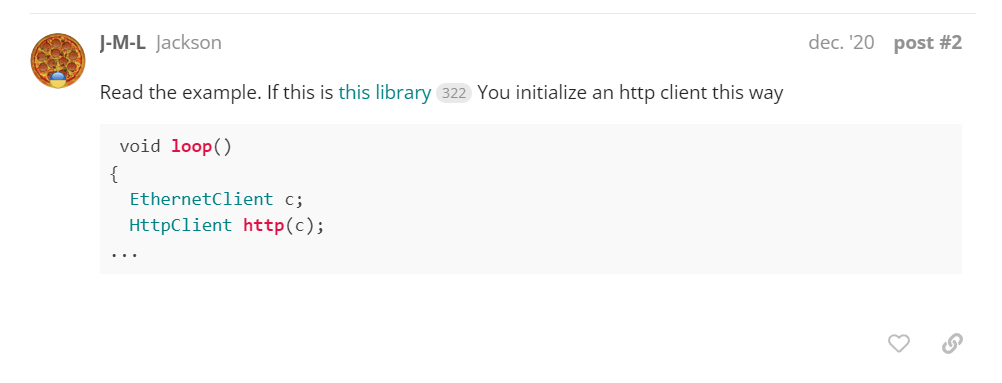 J-M-L Jackson dec. '20 post #2
Read the example. If this is this library 322 You initialize an http client this way
void loop()
{
EthernetClient c;
HttpClient http(c);
...